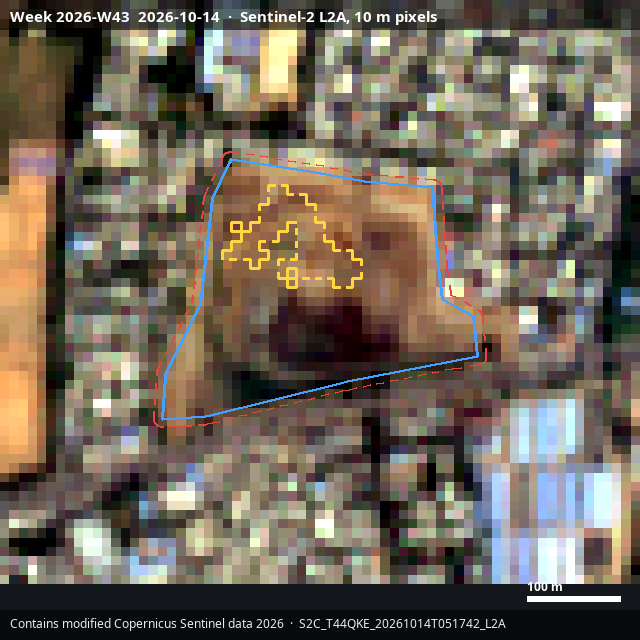 Week 2026-W43  2026-10-14  ·  Sentinel-2 L2A, 10 m pixels
100 m
Contains modified Copernicus Sentinel data 2026  ·  S2C_T44QKE_20261014T051742_L2A